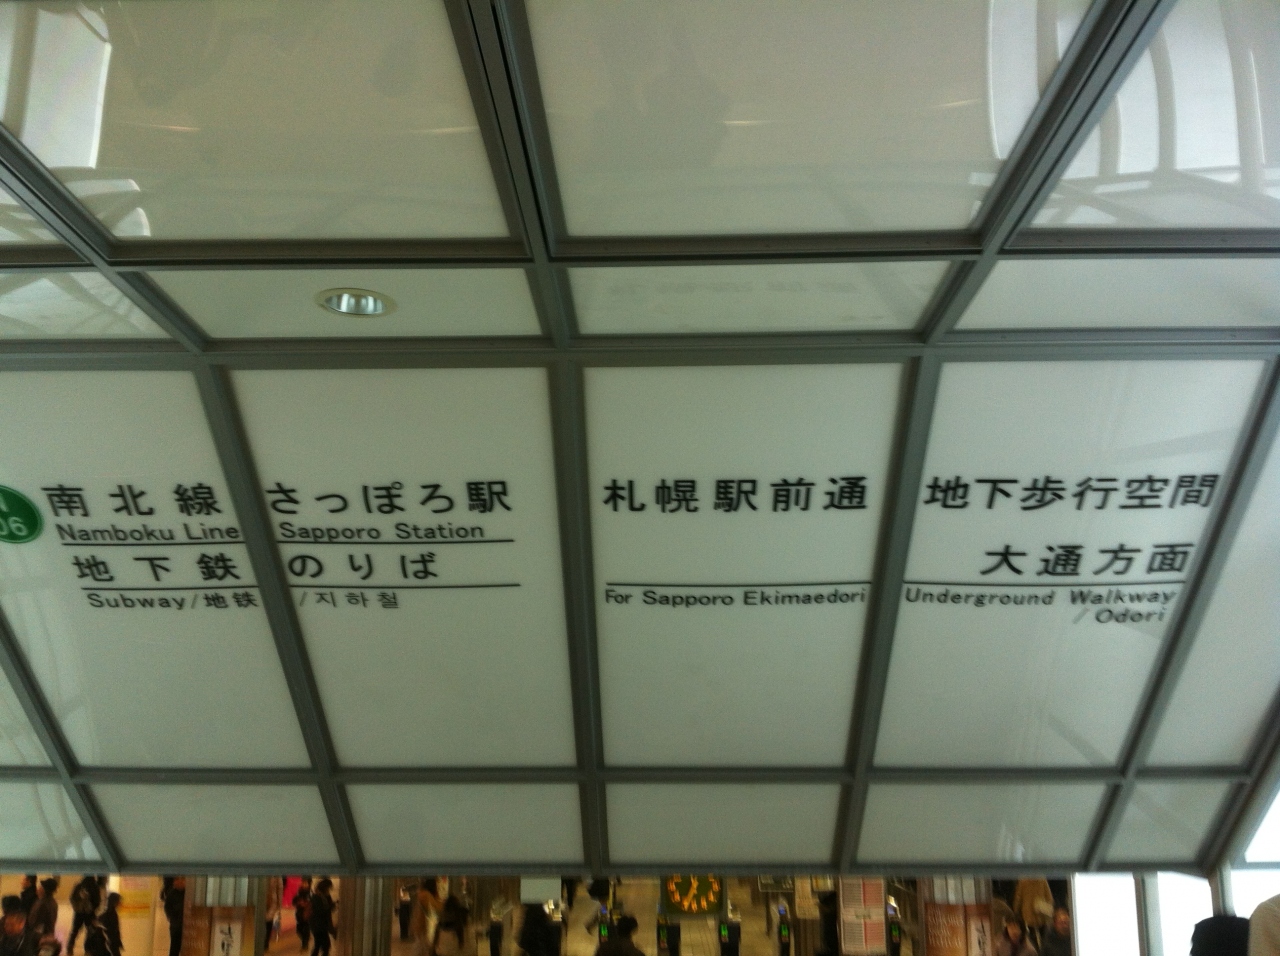 06
南北線 さっぽろ駅
Namboku Line Sapporo Station
地下鉄のりば
Subway/地铁/지하철
札幌駅前通 地下歩行空間
大通方面
For Sapporo Ekimaedori Underground Walkway
/ Odori